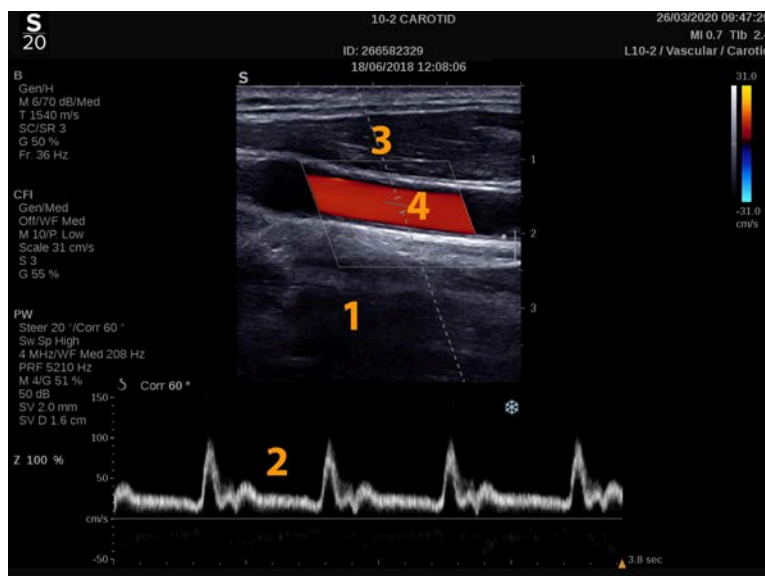 S
20
10-2 CAROTID
26/03/2020 09:47:29
MI 0.7 TIb 2.
ID: 266582329
L10-2 / Vascular / Carotid
18/06/2018 12:08:06
B
Gen/H
M 6/70 dB/Med
T 1540 m/s
SC/SR 3
G 50 %
Fr. 36 Hz
S
31.0
3
1
CFI
Gen/Med
Off/WF Med
M 10/P. Low
Scale 31 cm/s
S 3
G 55 %
4
-31.0
cm/s
2
1
3
PW
Steer 20 °/Corr 60 °
Sw.Sp High
4 MHz/WF Med 208 Hz
PRF 5210 Hz
M 4/G 51 %
50 dB
SV 2.0 mm
SV D 1.6 cm
Corr 60 °
150
100
Z 100 %
2
50
cm/s
-50
3.8 sec